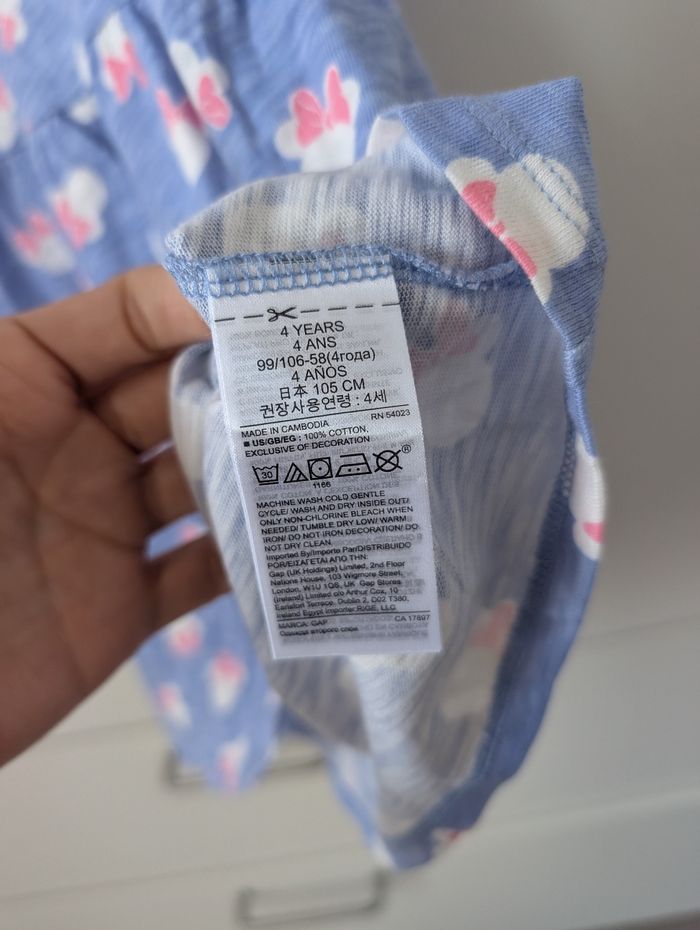 4 YEARS
4 ANS
99/106-58(4года)
4 AÑOS
日本 105 CM
권장사용연령 : 4세
MADE IN CAMBODIA RN 54023
■ US/GB/EG : 100% COTTON,
EXCLUSIVE OF DECORATION
30 ®
1166
MACHINE WASH COLD GENTLE
CYCLE/ WASH AND DRY INSIDE OUT/
ONLY NON-CHLORINE BLEACH WHEN
NEEDED/ TUMBLE DRY LOW/ WARM
IRON/ DO NOT IRON DECORATION/ DO
NOT DRY CLEAN
Imported By/Importe Par/DISTRIBUIDO
POR/ΕΙΣΑΓΕΤΑΙ ΑΠΟ ΤΗΝ:
Gap (UK Holdings) Limited, 2nd Floor
Nations House, 103 Wigmore Street,
London, W1U 1QS, UK Gap Stores
(Ireland) Limited c/o Arthur Cox, 10
Earlsfort Terrace, Dublin 2, D02 T380,
Ireland Egypt importer:RIGE, LLC
MARCA: GAP CA 17897
Одежда второго слоя